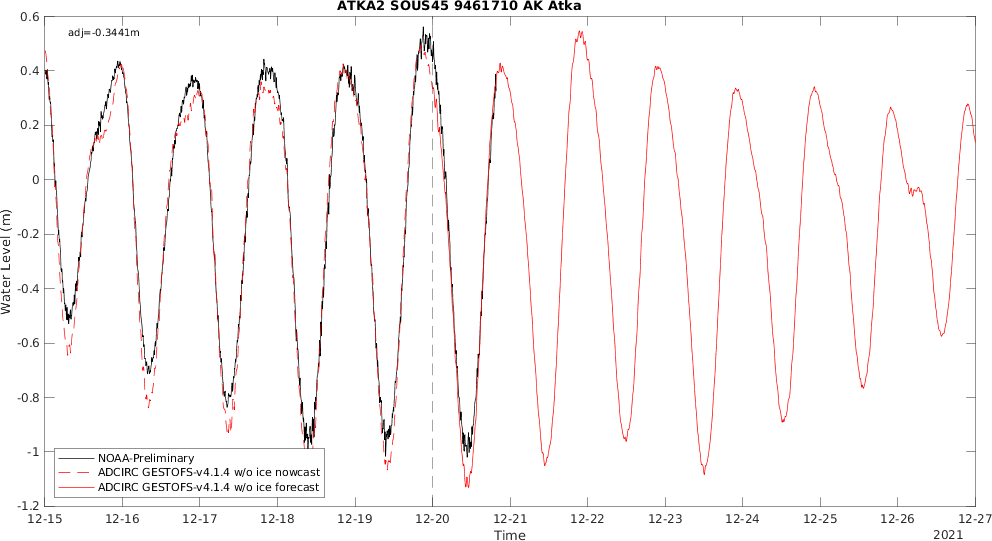 ATKA2 SOUS45 9461710 AK Atka
adj=-0.3441m
0.6
0.4
0.2
0
-0.2
-0.4
-0.6
-0.8
-1
-1.2
Water Level (m)
NOAA-Preliminary
ADCIRC GESTOFS-v4.1.4 w/o ice nowcast
ADCIRC GESTOFS-v4.1.4 w/o ice forecast
12-15 12-16 12-17 12-18 12-19 12-20 12-21 12-22 12-23 12-24 12-25 12-26 12-27
Time
2021